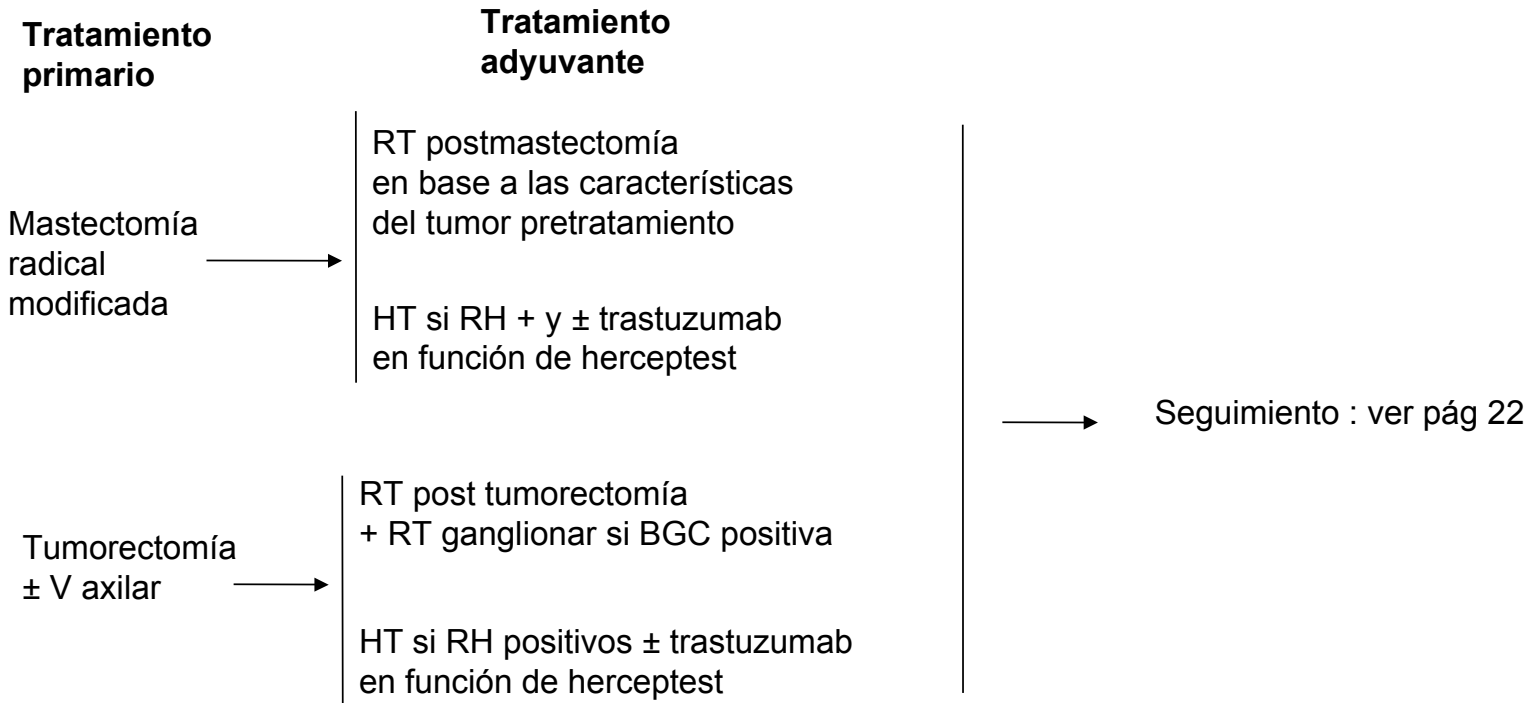 Tratamiento
primario
Tratamiento
adyuvante
Mastectomía
radical
modificada
RT postmastectomía
en base a las características
del tumor pretratamiento
HT si RH + y ± trastuzumab
en función de herceptest
Tumorectomía
± V axilar
RT post tumorectomía
+ RT ganglionar si BGC positiva
HT si RH positivos ± trastuzumab
en función de herceptest
Seguimiento : ver pág 22